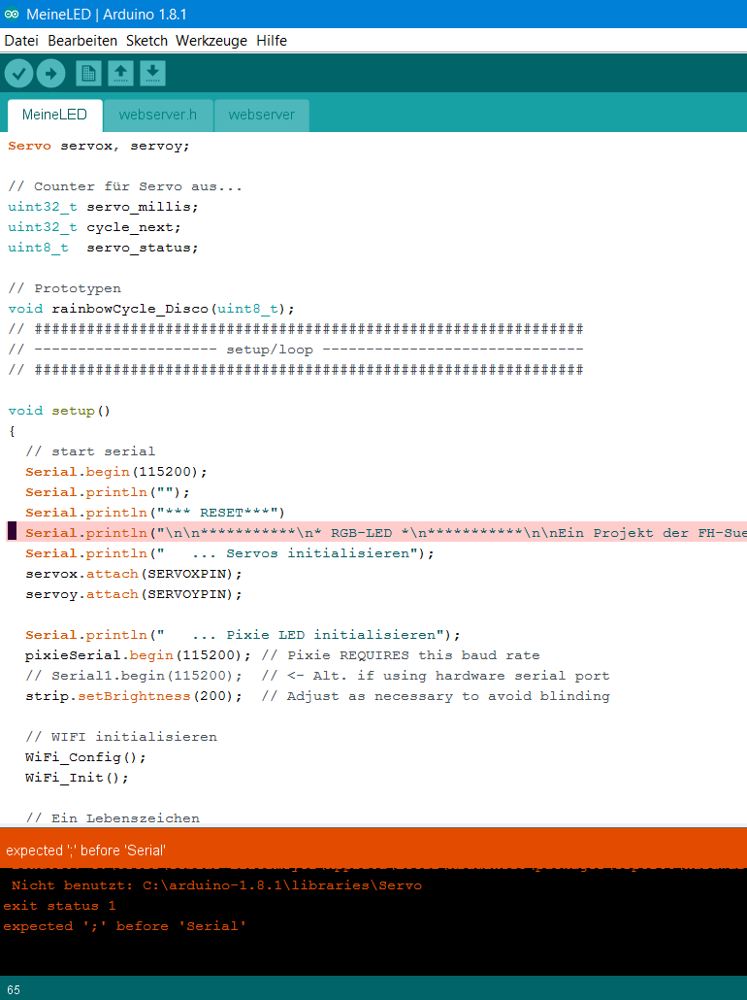 MeineLED | Arduino 1.8.1
Datei Bearbeiten Sketch Werkzeuge Hilfe
MeineLED webserver.h webserver
Servo servox, servoy;
// Counter für Servo aus...
uint32_t servo_millis;
uint32_t cycle_next;
uint8_t  servo_status;
// Prototypen
void rainbowCycle_Disco(uint8_t);
// ###############################################################
// --------------------- setup/loop ------------------------------
// ###############################################################
void setup()
{
  // start serial
  Serial.begin(115200);
  Serial.println("");
  Serial.println("*** RESET***")
  Serial.println("\n\n***********\n* RGB-LED *\n***********\n\nEin Projekt der FH-Sue
  Serial.println("   ... Servos initialisieren");
  servox.attach(SERVOXPIN);
  servoy.attach(SERVOYPIN);
  Serial.println("   ... Pixie LED initialisieren");
  pixieSerial.begin(115200); // Pixie REQUIRES this baud rate
  // Serial1.begin(115200);  // <- Alt. if using hardware serial port
  strip.setBrightness(200);  // Adjust as necessary to avoid blinding
  // WIFI initialisieren
  WiFi_Config();
  WiFi_Init();
  // Ein Lebenszeichen
expected ';' before 'Serial'
 Nicht benutzt: C:\arduino-1.8.1\libraries\Servo
exit status 1
expected ';' before 'Serial'
65